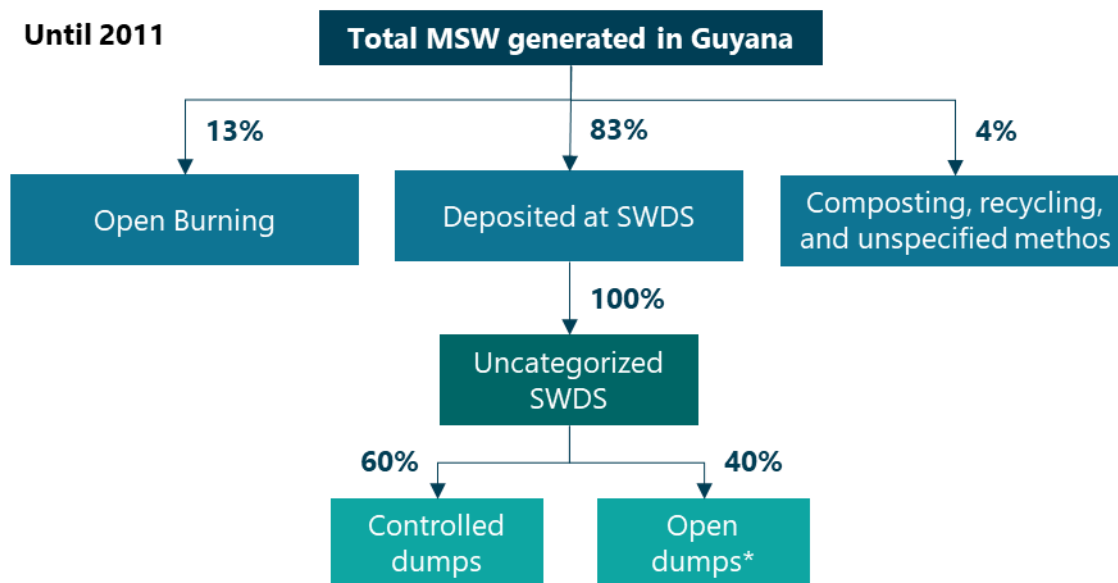 Until 2011
Total MSW generated in Guyana
13%
83%
4%
Open Burning
Deposited at SWDS
Composting, recycling,
and unspecified methos
100%
Uncategorized
SWDS
60%
40%
Controlled
dumps
Open
dumps*